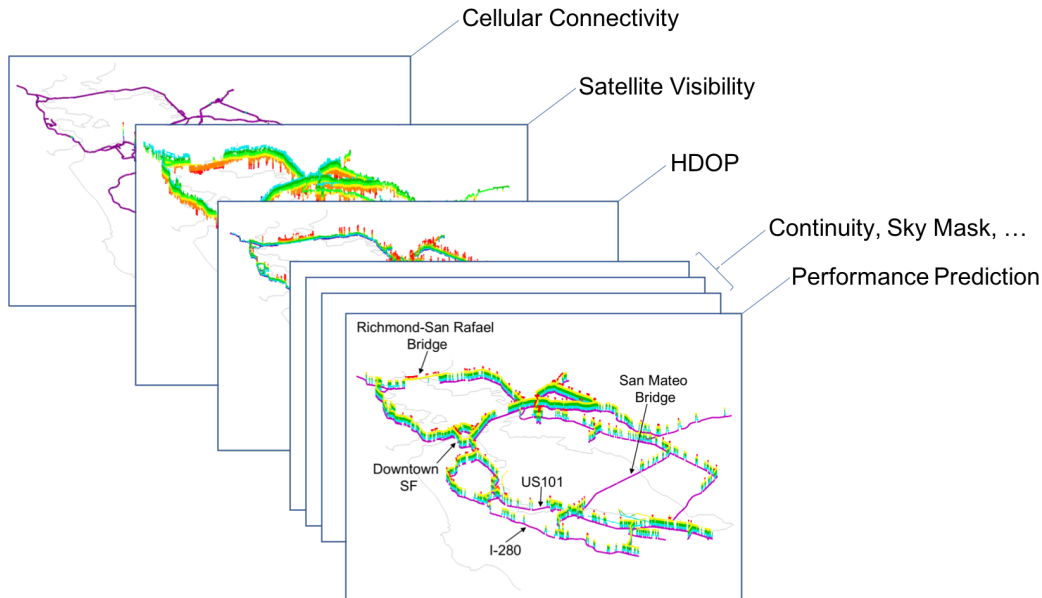 Cellular Connectivity
Satellite Visibility
HDOP
Continuity, Sky Mask, …
Performance Prediction
Richmond-San Rafael
Bridge
San Mateo
Bridge
Downtown
SF
US101
I-280